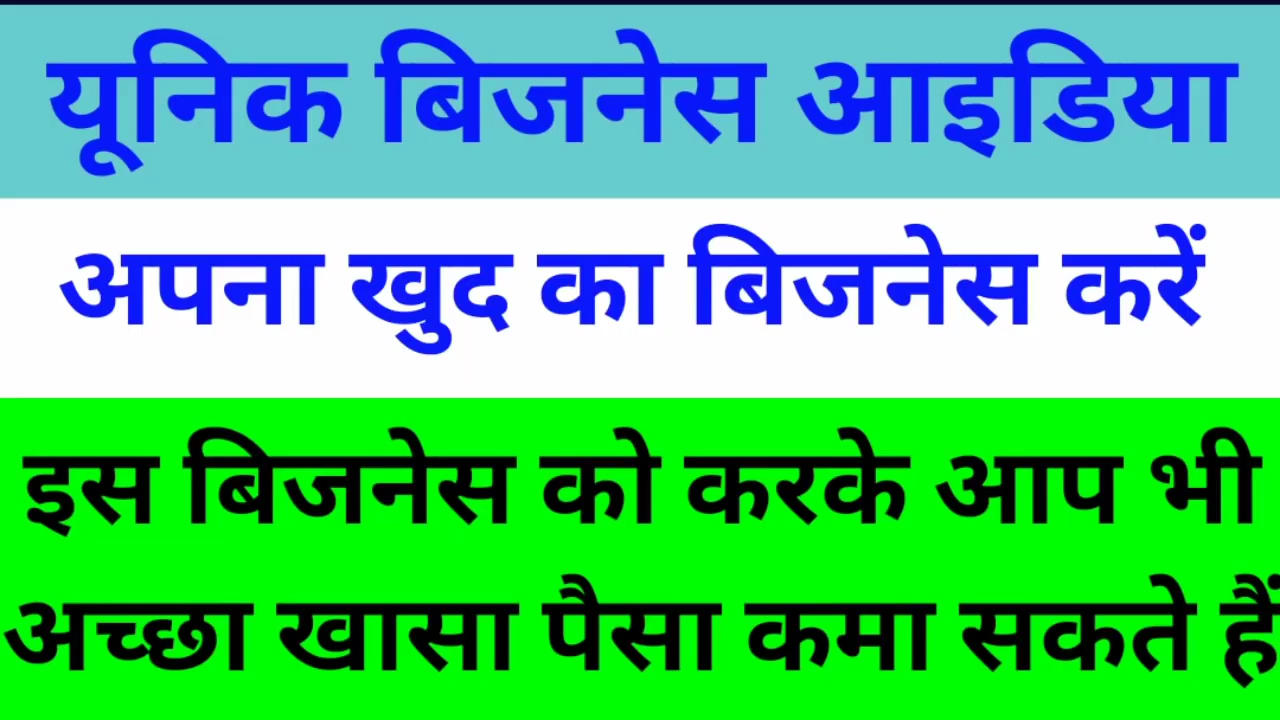 यूनिक बिजनेस आइडिया
अपना खुद का बिजनेस करें
इस बिजनेस को करके आप भी
अच्छा खासा पैसा कमा सकते हैं